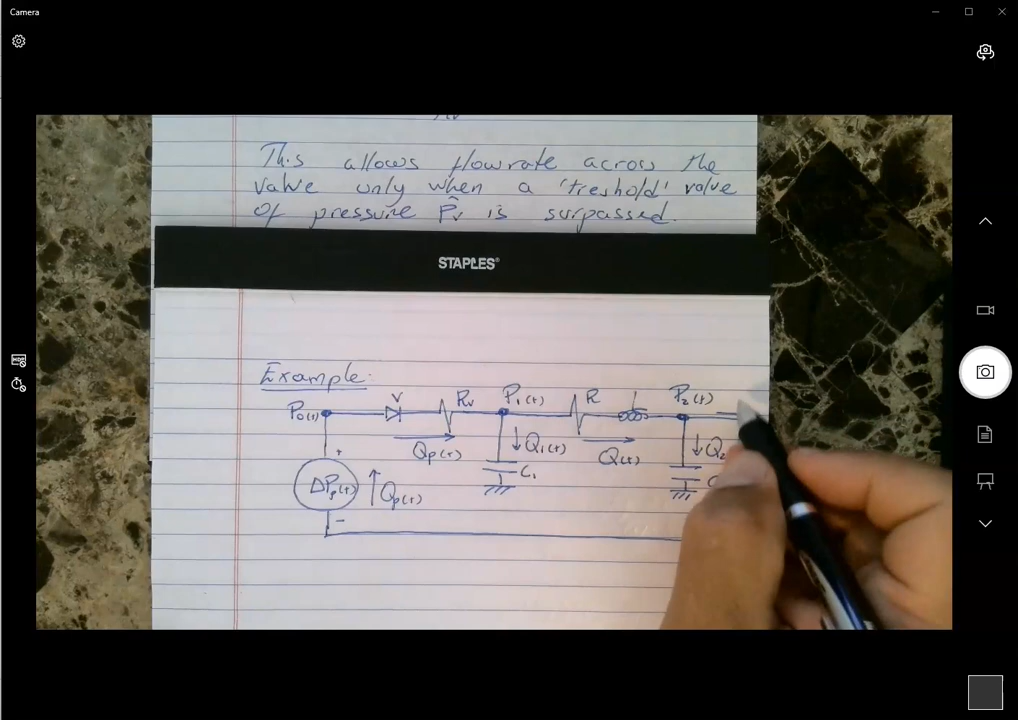 Camera
This allows flowrate across the
valve only when a 'treshold' value
of pressure P̂v is surpassed.
STAPLES®
Example:
P0(t) V Rv P1(t) R L P2(t)
Qp(t) Q1(t) Q(t) Q2
+ C1 C
ΔPp(t) Qp(t)
−